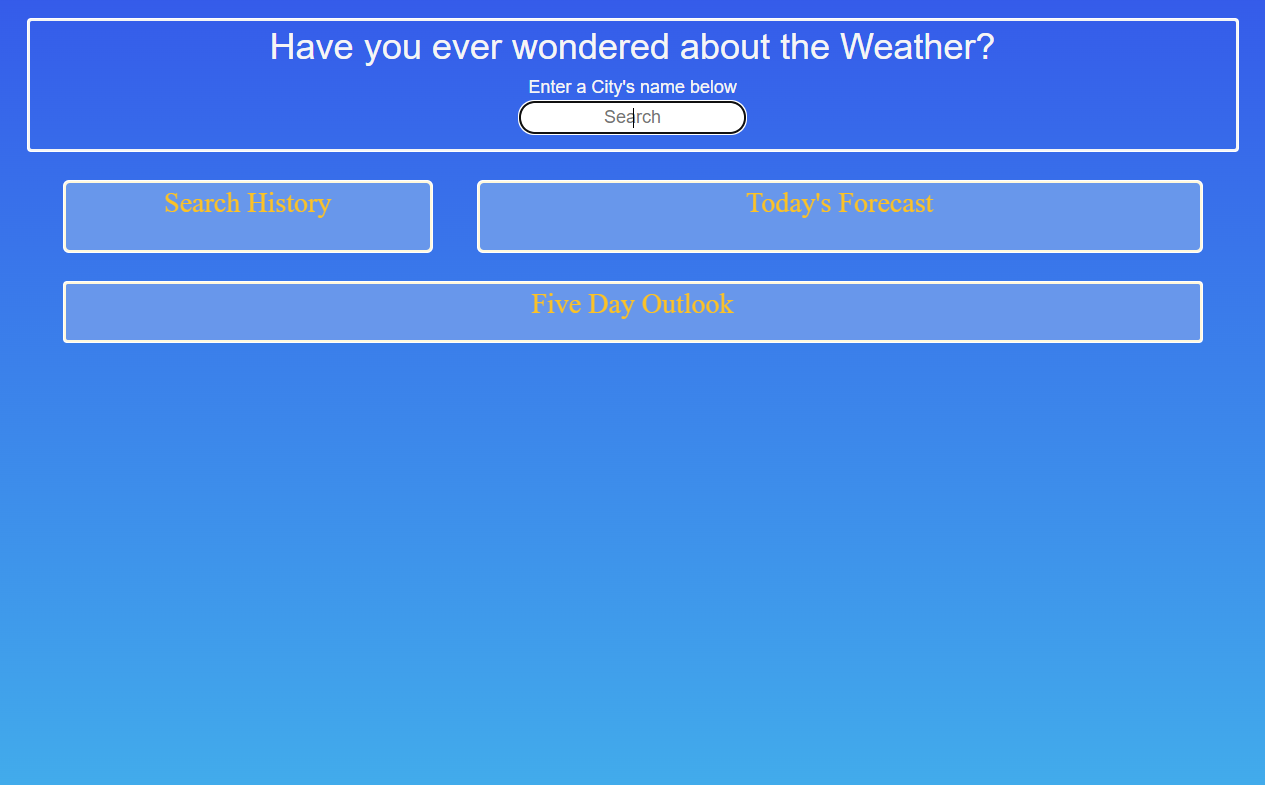 Have you ever wondered about the Weather?
Enter a City's name below
Search
Search History
Today's Forecast
Five Day Outlook